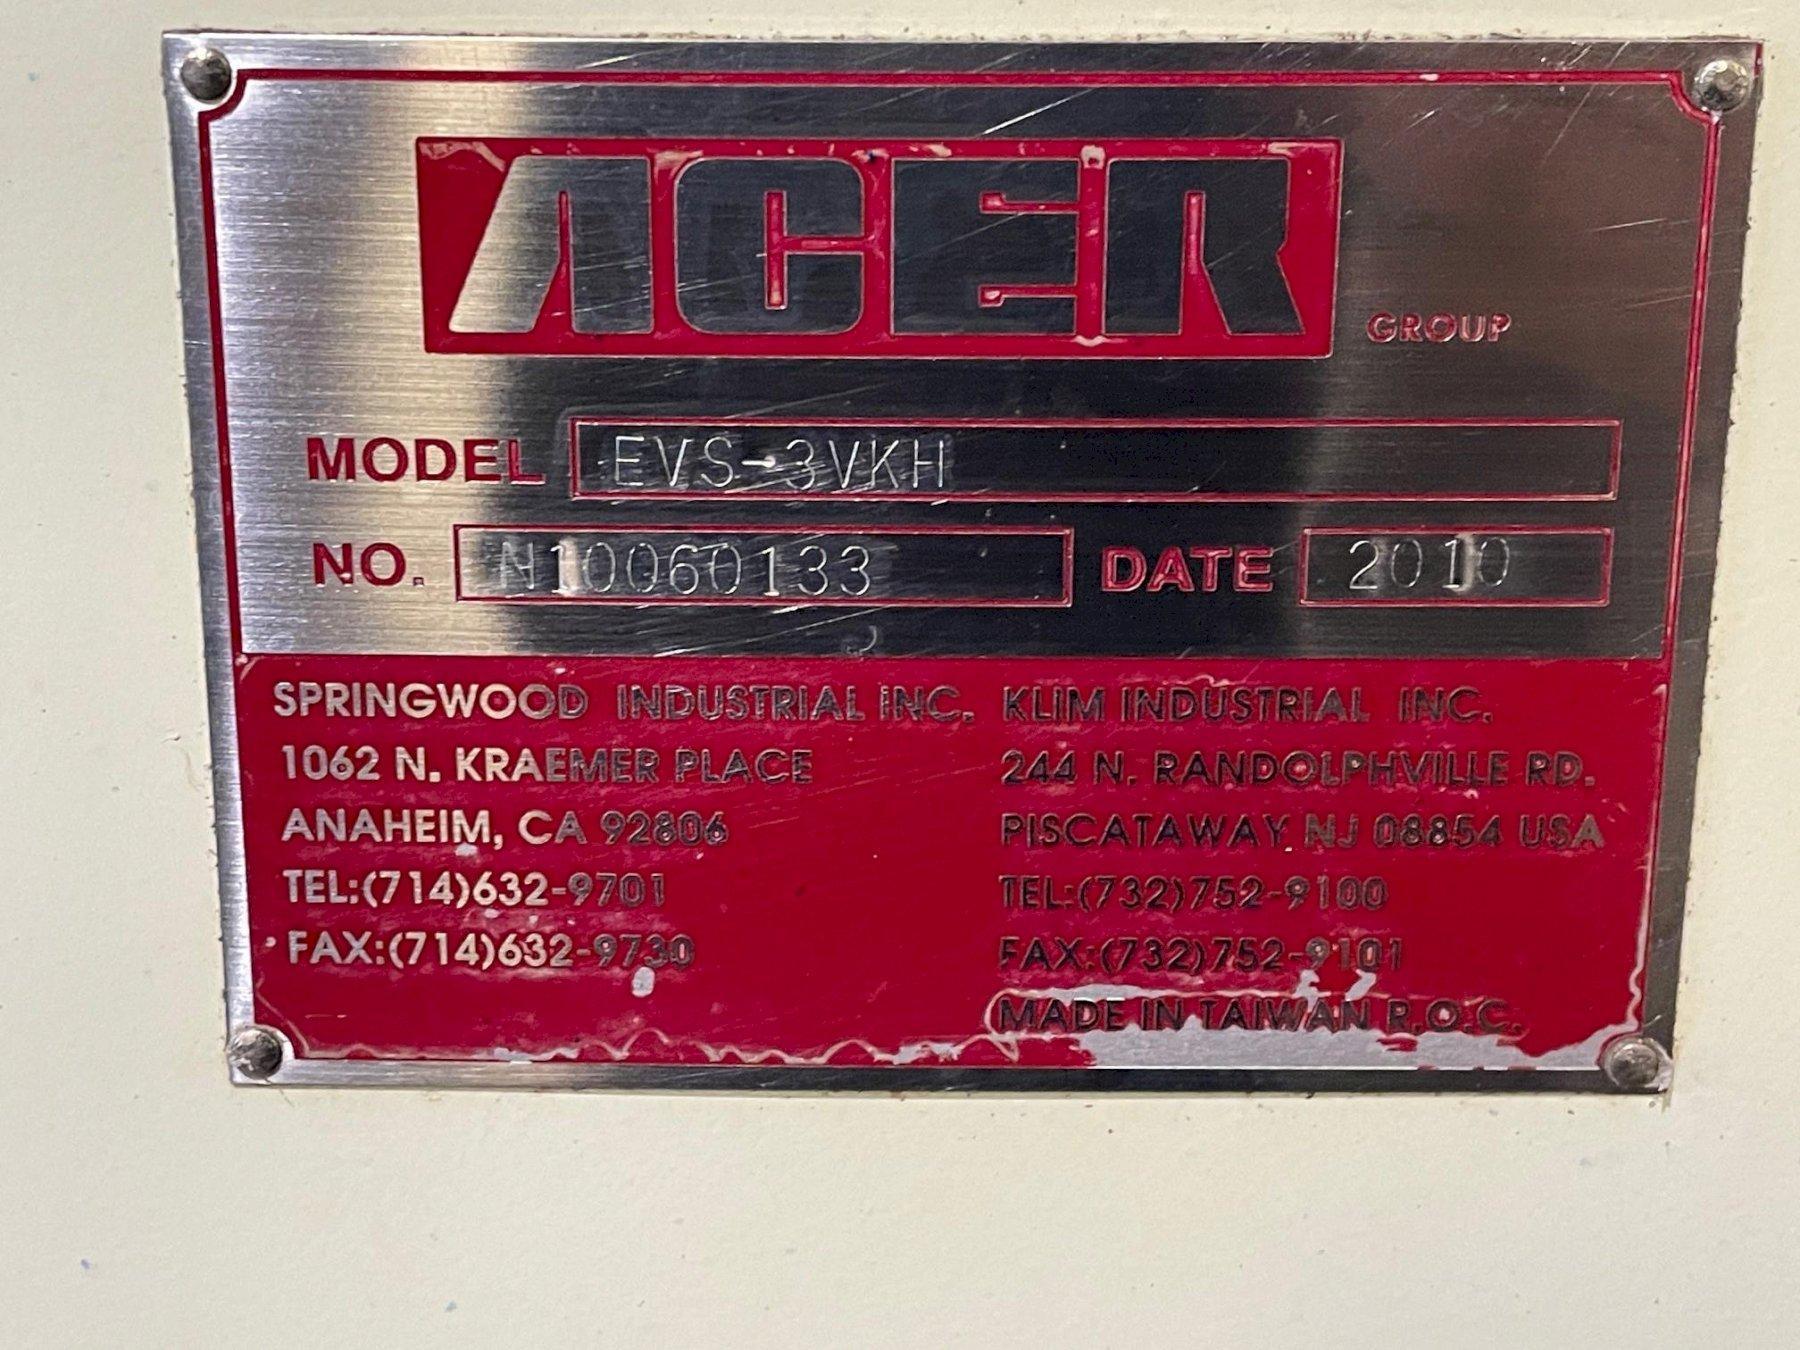 ACER GROUP
MODEL EVS-3VKH
NO. N10060133 DATE 2010
SPRINGWOOD INDUSTRIAL INC.
1062 N. KRAEMER PLACE
ANAHEIM, CA 92806
TEL:(714)632-9701
FAX:(714)632-9730
KLIM INDUSTRIAL INC.
244 N. RANDOLPHVILLE RD.
PISCATAWAY NJ 08854 USA
TEL:(732)752-9100
FAX:(732)752-9101
MADE IN TAIWAN R.O.C.